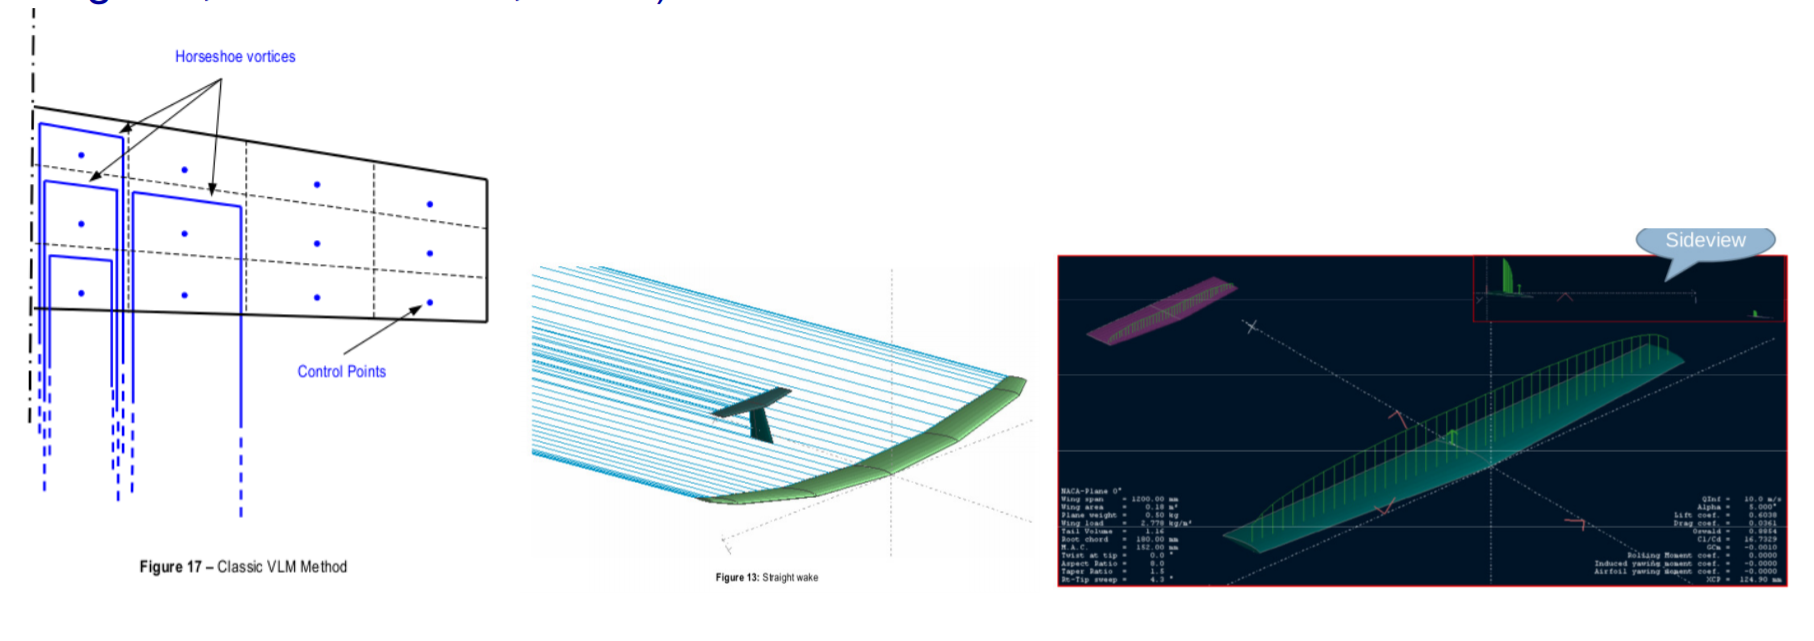 Horseshoe vortices
Control Points
Figure 17 – Classic VLM Method
Figure 13: Straight wake
Sideview
NACA-Plane 0"
Wing span = 1200.00 mm
Wing area = 0.18 m²
Plane weight = 0.50 kg
Wing load = 2.778 kg/m²
Tail Volume = 1.16
Root chord = 180.00 mm
M.A.C. = 152.00 mm
Twist at tip = 0.0 °
Aspect Ratio = 8.0
Taper Ratio = 1.5
Rt-Tip sweep = 4.3 °
QInf = 10.0 m/s
Alpha = 5.000°
Lift coef. = 0.6038
Drag coef. = 0.0361
Oswald = 0.8854
Cl/Cd = 16.7329
GCm = -0.0010
Rolling Moment coef. = 0.0000
Induced yawing moment coef. = -0.0000
Airfoil yawing moment coef. = -0.0000
XCP = 124.90 mm